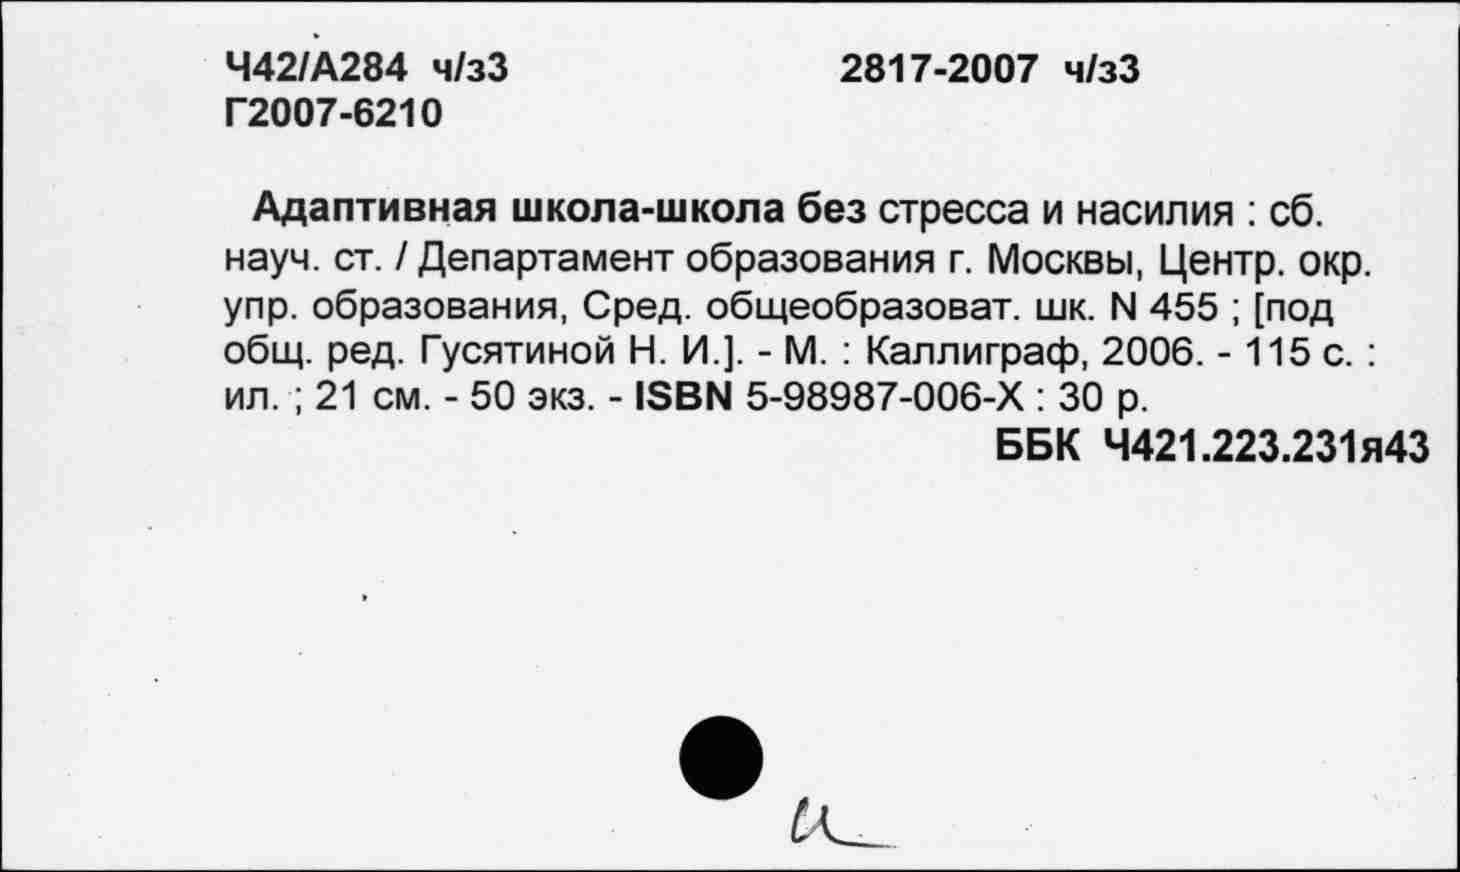 Ч42/А284 ч/з3 2817-2007 ч/з3
Г2007-6210
Адаптивная школа-школа без стресса и насилия : сб.
науч. ст. / Департамент образования г. Москвы, Центр. окр.
упр. образования, Сред. общеобразоват. шк. N 455 ; [под
общ. ред. Гусятиной Н. И.]. - М. : Каллиграф, 2006. - 115 с. :
ил. ; 21 см. - 50 экз. - ISBN 5-98987-006-X : 30 р.
ББК Ч421.223.231я43
и